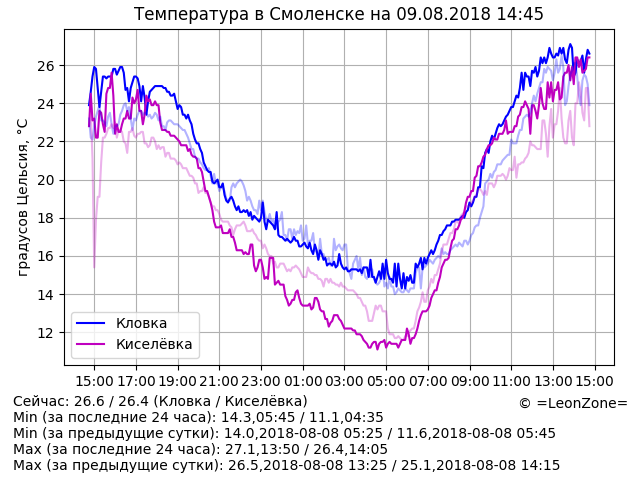 Температура в Смоленске на 09.08.2018 14:45
градусов Цельсия, °C
26
24
22
20
18
16
14
12
Кловка
Киселёвка
15:00 17:00 19:00 21:00 23:00 01:00 03:00 05:00 07:00 09:00 11:00 13:00 15:00
Сейчас: 26.6 / 26.4 (Кловка / Киселёвка)
© =LeonZone=
Min (за последние 24 часа): 14.3,05:45 / 11.1,04:35
Min (за предыдущие сутки): 14.0,2018-08-08 05:25 / 11.6,2018-08-08 05:45
Max (за последние 24 часа): 27.1,13:50 / 26.4,14:05
Max (за предыдущие сутки): 26.5,2018-08-08 13:25 / 25.1,2018-08-08 14:15